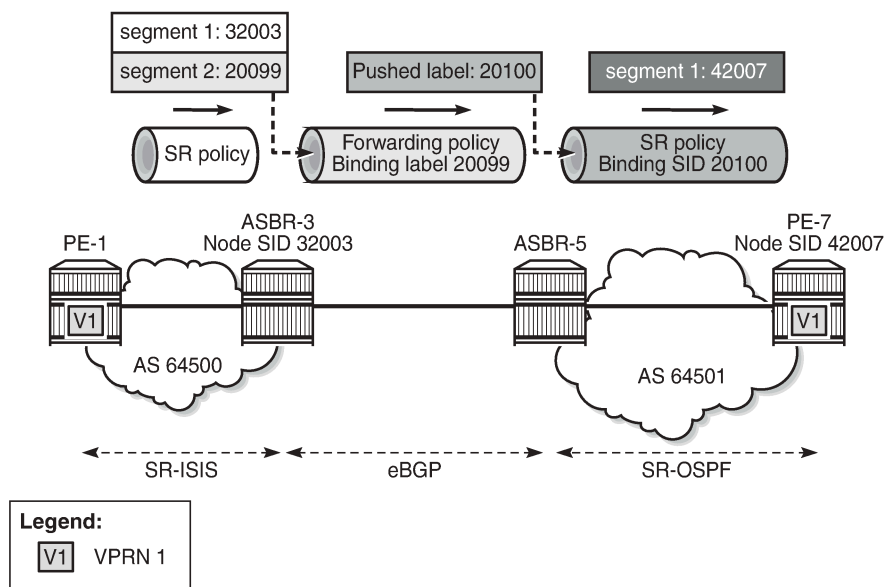 segment 1: 32003
segment 2: 20099
Pushed label: 20100
segment 1: 42007
SR policy
Forwarding policy
Binding label 20099
SR policy
Binding SID 20100
PE-1
ASBR-3
Node SID 32003
ASBR-5
PE-7
Node SID 42007
V1
V1
AS 64500
AS 64501
SR-ISIS
eBGP
SR-OSPF
Legend:
V1 VPRN 1